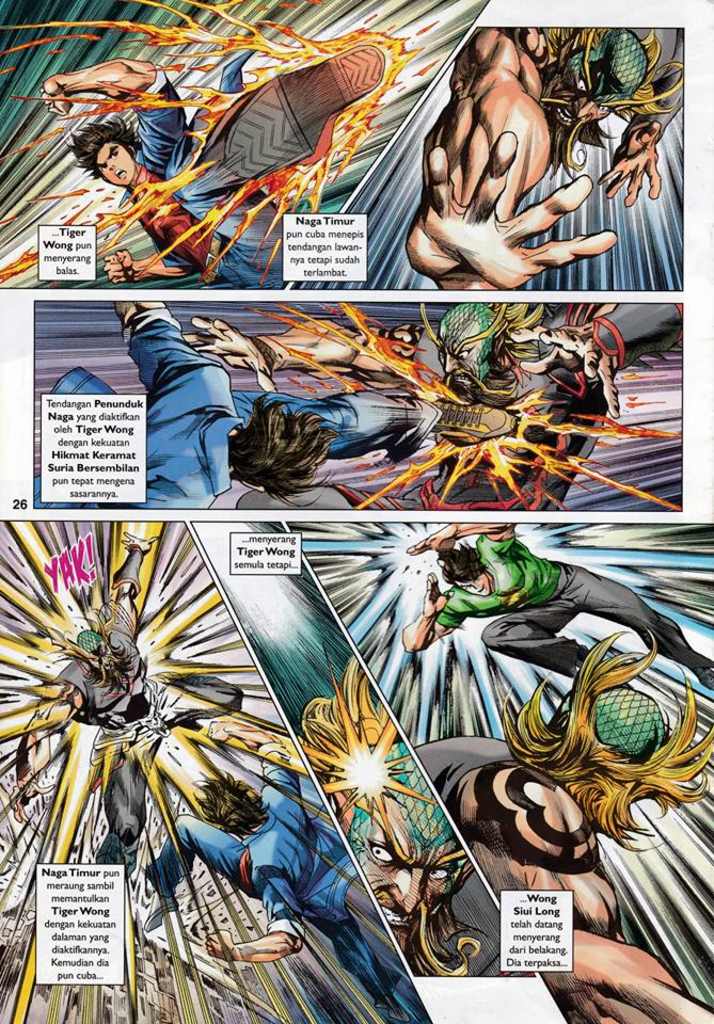 ...Tiger
Wong pun
menyerang
balas.
Naga Timur
pun cuba menepis
tendangan lawan-
nya tetapi sudah
terlambat.
Tendangan Penunduk
Naga yang diaktifkan
oleh Tiger Wong
dengan kekuatan
Hikmat Keramat
Suria Bersembilan
pun tepat mengena
sasarannya.
26
YAK!
...menyerang
Tiger Wong
semula tetapi...
Naga Timur pun
meraung sambil
memantulkan
Tiger Wong
dengan kekuatan
dalaman yang
diaktifkannya.
Kemudian dia
pun cuba...
...Wong
Siui Long
telah datang
menyerang
dari belakang.
Dia terpaksa...